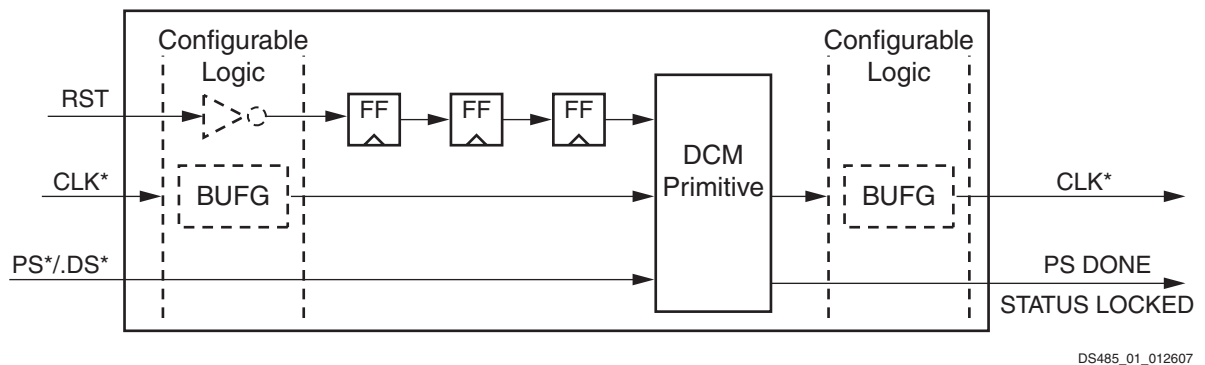 Configurable
Logic
Configurable
Logic
RST
FF
FF
FF
DCM
Primitive
CLK*
BUFG
BUFG
CLK*
PS*/.DS*
PS DONE
STATUS LOCKED
DS485_01_012607